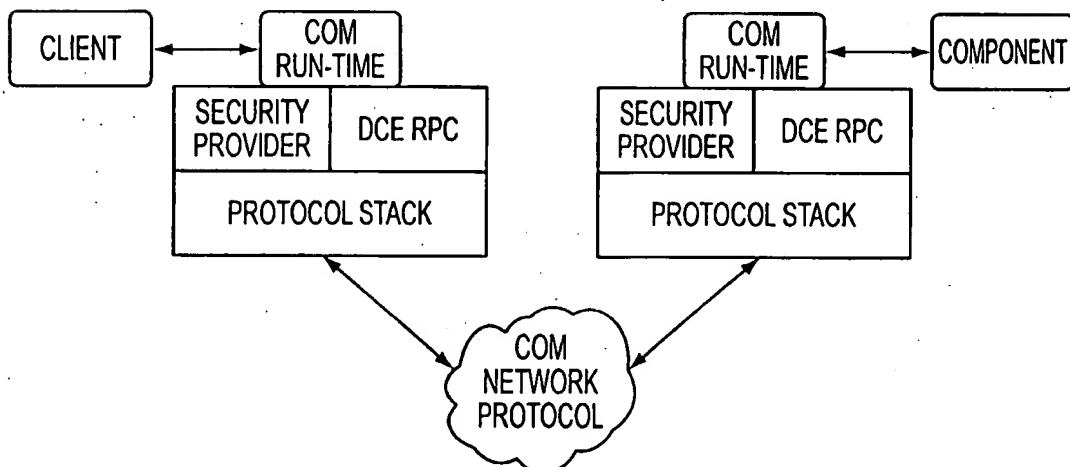 CLIENT
COM
RUN-TIME
SECURITY
PROVIDER
DCE RPC
PROTOCOL STACK
COM
RUN-TIME
COMPONENT
SECURITY
PROVIDER
DCE RPC
PROTOCOL STACK
COM
NETWORK
PROTOCOL